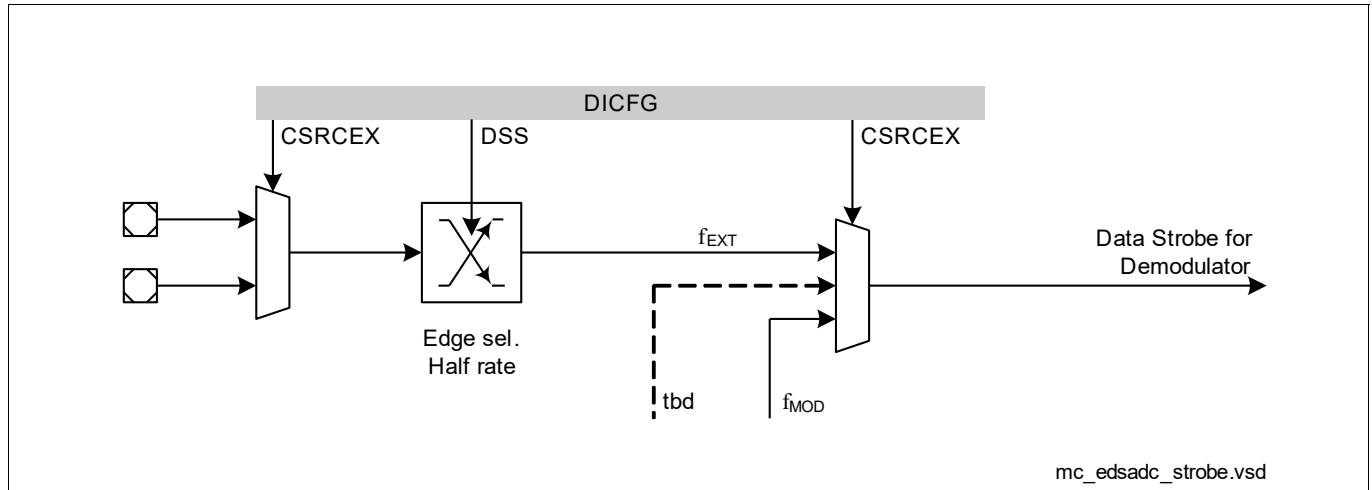 DICFG
CSRCEX
DSS
CSRCEX
fEXT
Data Strobe for
Demodulator
Edge sel.
Half rate
tbd
fMOD
mc_edsadc_strobe.vsd